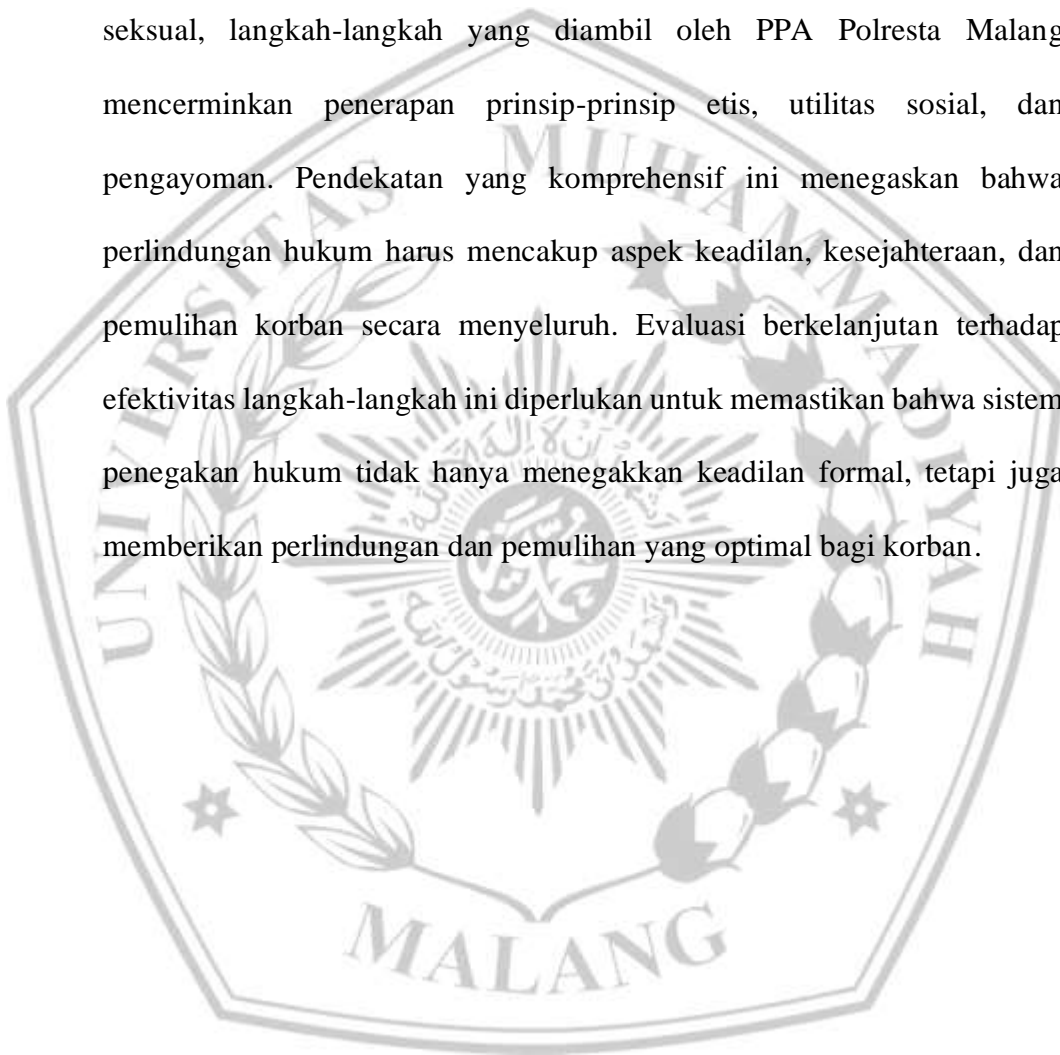 seksual, langkah-langkah yang diambil oleh PPA Polresta Malang
mencerminkan penerapan prinsip-prinsip etis, utilitas sosial, dan
pengayoman. Pendekatan yang komprehensif ini menegaskan bahwa
perlindungan hukum harus mencakup aspek keadilan, kesejahteraan, dan
pemulihan korban secara menyeluruh. Evaluasi berkelanjutan terhadap
efektivitas langkah-langkah ini diperlukan untuk memastikan bahwa sistem
penegakan hukum tidak hanya menegakkan keadilan formal, tetapi juga
memberikan perlindungan dan pemulihan yang optimal bagi korban.
UNIVERSITAS MUHAMMADIYAH
MALANG